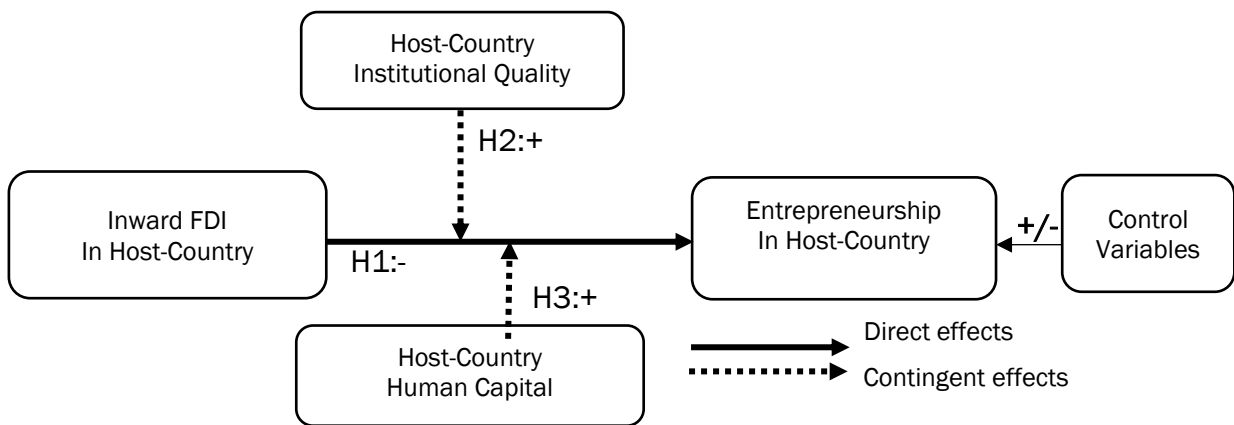 Host-Country
Institutional Quality
H2:+
Inward FDI
In Host-Country
H1:-
Entrepreneurship
In Host-Country
+/-
Control
Variables
H3:+
Host-Country
Human Capital
Direct effects
Contingent effects